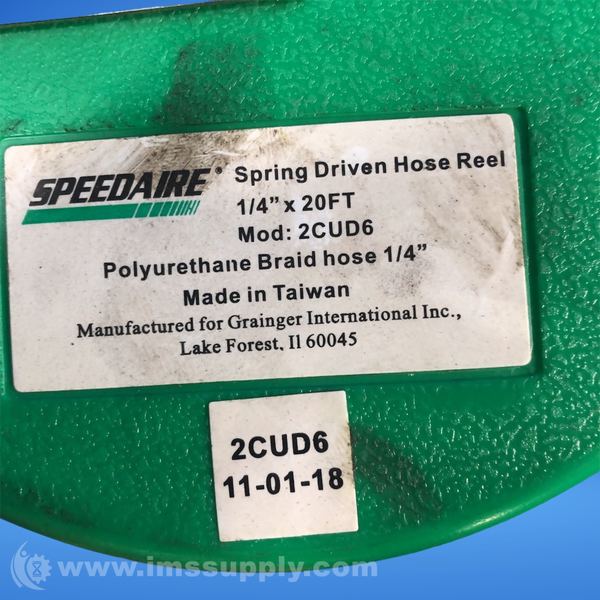 SPEEDAIRE® Spring Driven Hose Reel
1/4" x 20FT
Mod: 2CUD6
Polyurethane Braid hose 1/4"
Made in Taiwan
Manufactured for Grainger International Inc.,
Lake Forest, Il 60045
2CUD6
11-01-18
www.imssupply.com